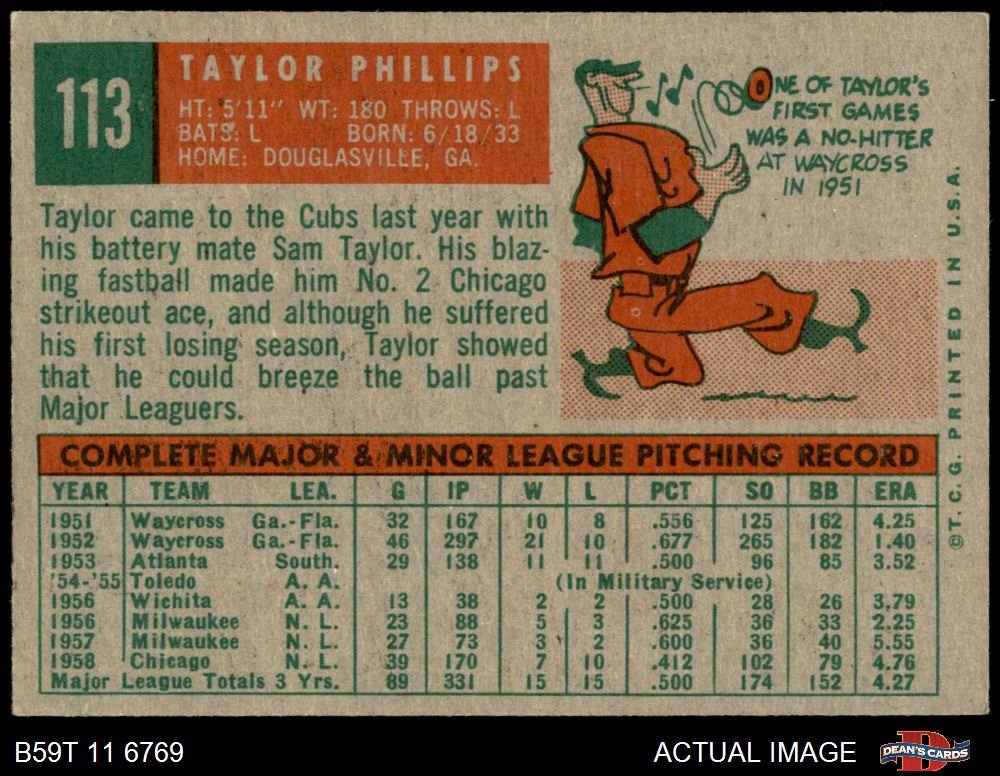 113
TAYLOR PHILLIPS
HT: 5'11" WT: 180 THROWS: L
BATS: L BORN: 6/18/33
HOME: DOUGLASVILLE, GA.
ONE OF TAYLOR'S
FIRST GAMES
WAS A NO-HITTER
AT WAYCROSS
IN 1951
Taylor came to the Cubs last year with
his battery mate Sam Taylor. His blaz-
ing fastball made him No. 2 Chicago
strikeout ace, and although he suffered
his first losing season, Taylor showed
that he could breeze the ball past
Major Leaguers.
COMPLETE MAJOR & MINOR LEAGUE PITCHING RECORD
YEAR TEAM LEA. G IP W L PCT SO BB ERA
1951 Waycross Ga.-Fla. 32 167 10 8 .556 125 162 4.25
1952 Waycross Ga.-Fla. 46 297 21 10 .677 265 182 1.40
1953 Atlanta South. 29 138 11 11 .500 96 85 3.52
'54-'55 Toledo A. A. (In Military Service)
1956 Wichita A. A. 13 38 2 2 .500 28 26 3.79
1956 Milwaukee N. L. 23 88 5 3 .625 36 33 2.25
1957 Milwaukee N. L. 27 73 3 2 .600 36 40 5.55
1958 Chicago N. L. 39 170 7 10 .412 102 79 4.76
Major League Totals 3 Yrs. 89 331 15 15 .500 174 152 4.27
©T. C. G. PRINTED IN U.S.A.
B59T 11 6769
ACTUAL IMAGE
D
DEAN'S CARDS